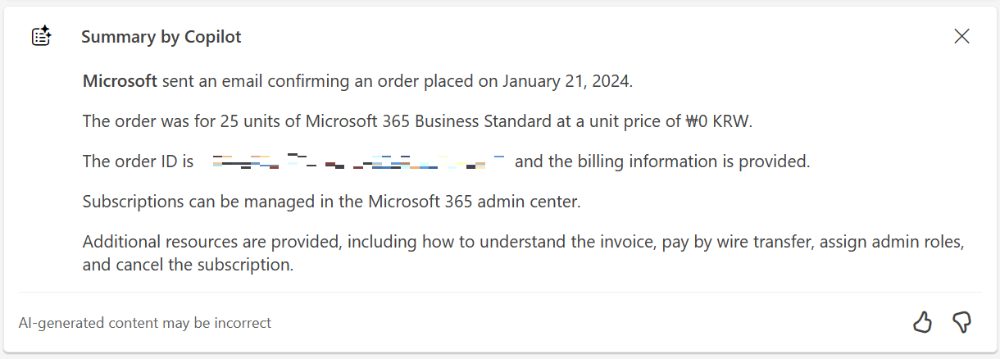 Summary by Copilot
Microsoft sent an email confirming an order placed on January 21, 2024.
The order was for 25 units of Microsoft 365 Business Standard at a unit price of ₩0 KRW.
The order ID is and the billing information is provided.
Subscriptions can be managed in the Microsoft 365 admin center.
Additional resources are provided, including how to understand the invoice, pay by wire transfer, assign admin roles,
and cancel the subscription.
AI-generated content may be incorrect